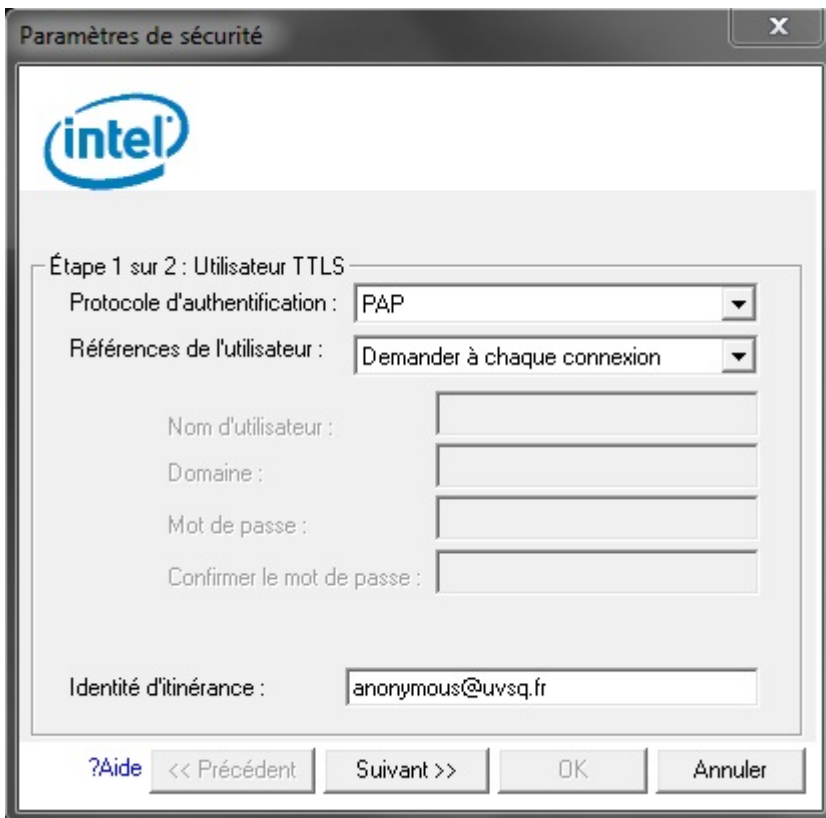 Paramètres de sécurité
intel
Étape 1 sur 2 : Utilisateur TTLS
Protocole d'authentification : PAP
Références de l'utilisateur : Demander à chaque connexion
Nom d'utilisateur :
Domaine :
Mot de passe :
Confirmer le mot de passe :
Identité d'itinérance : anonymous@uvsq.fr
?Aide << Précédent Suivant >> OK Annuler